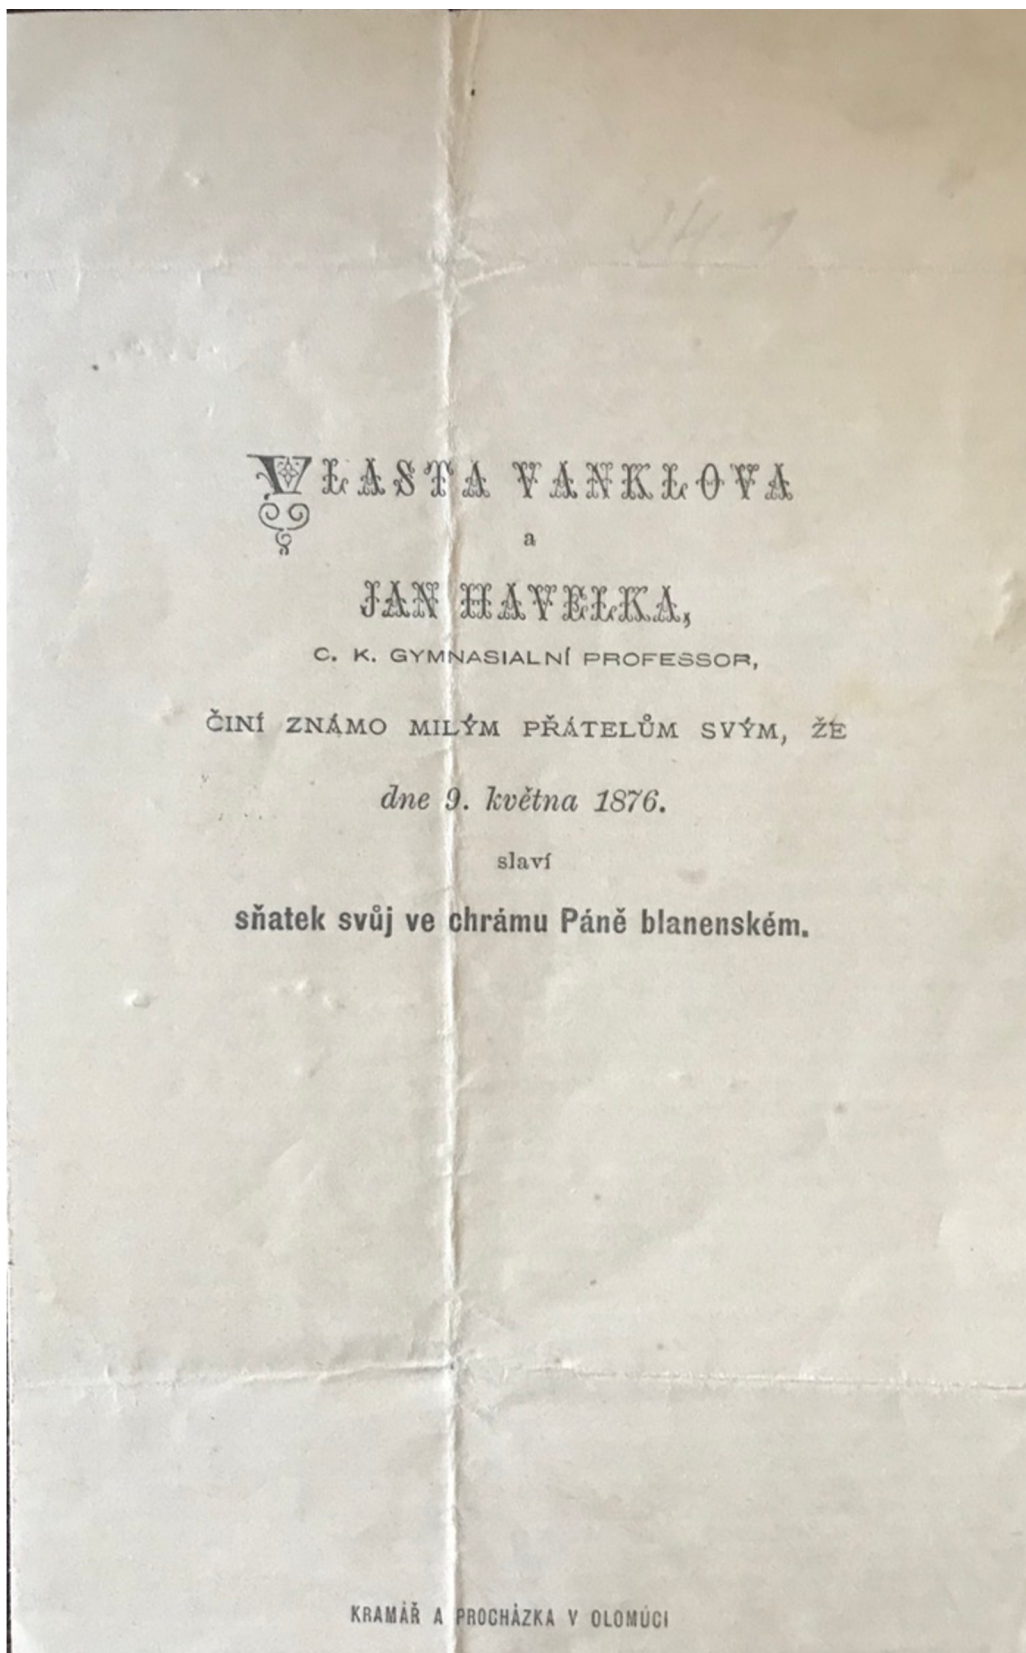 VLASTA VANKLOVA
a
JAN HAVELKA,
C. K. GYMNASIALNÍ PROFESSOR,
ČINÍ ZNÁMO MILÝM PŘÁTELŮM SVÝM, ŽE
dne 9. května 1876.
slaví
sňatek svůj ve chrámu Páně blanenském.
KRAMÁŘ A PROCHÁZKA V OLOMÚCI